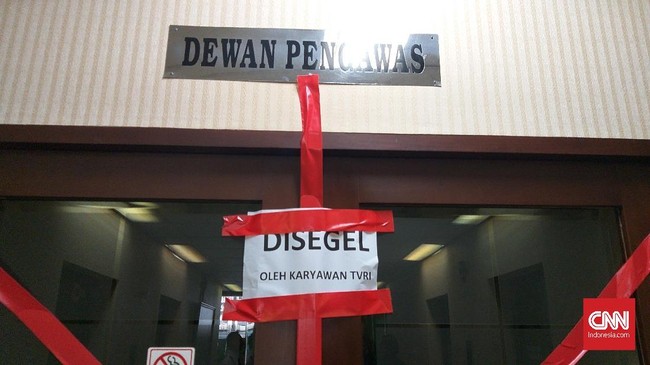 DEWAN PENGAWAS
DISEGEL
OLEH KARYAWAN TVRI
CNN
Indonesia.com